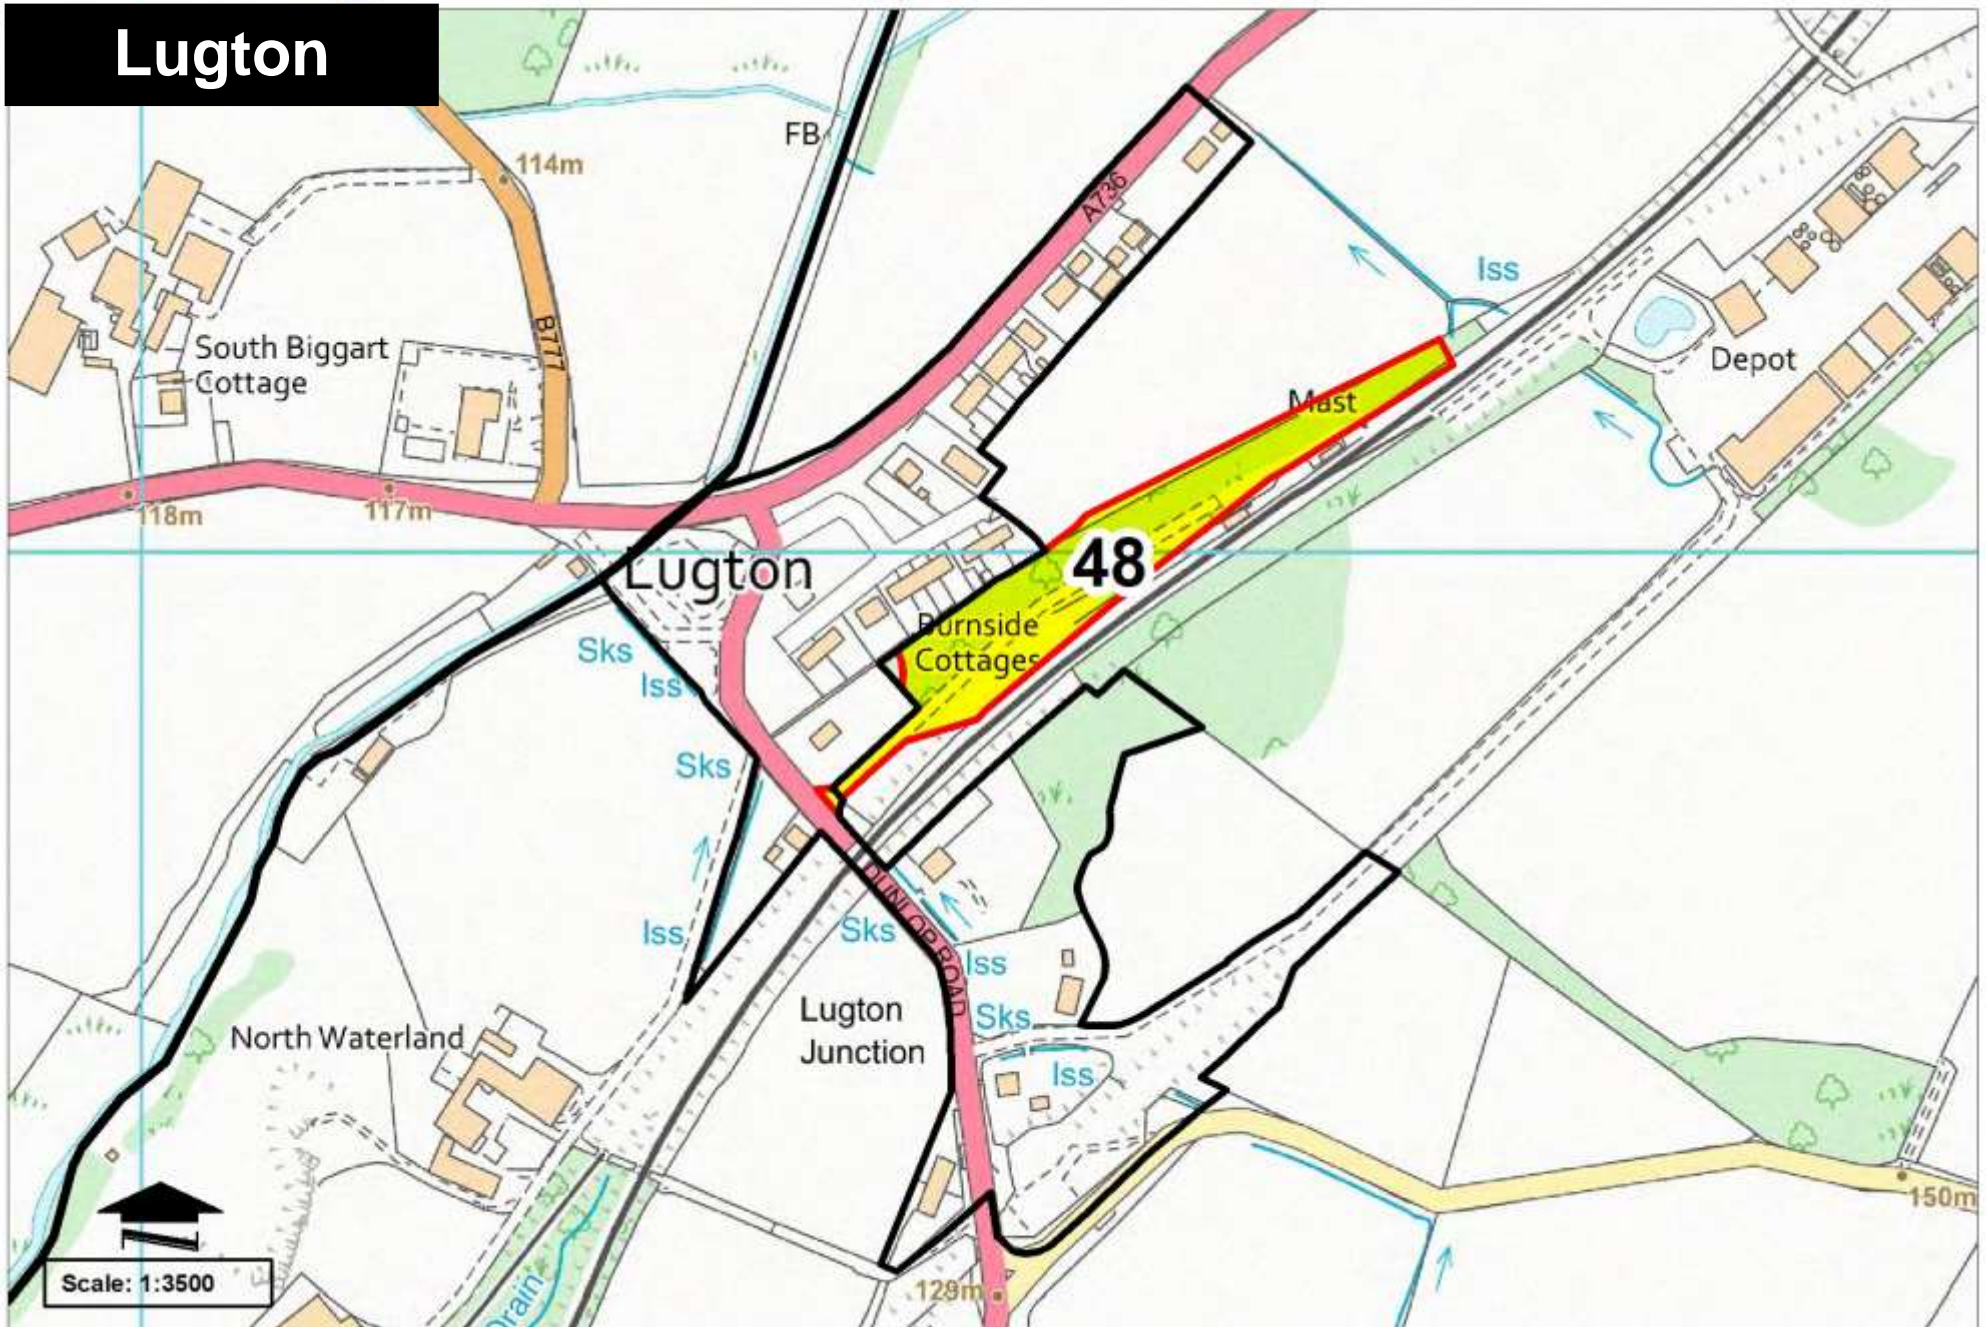 Lugton
FB
114m
A736
Iss
B777
South Biggart
Cottage
Depot
Mast
118m
117m
Lugton
48
Burnside
Cottages
Sks
Iss
Sks
Iss
Sks
DUNLOP ROAD
Iss
Sks
Lugton
Junction
North Waterland
Iss
150m
Scale: 1:3500
129m
Drain